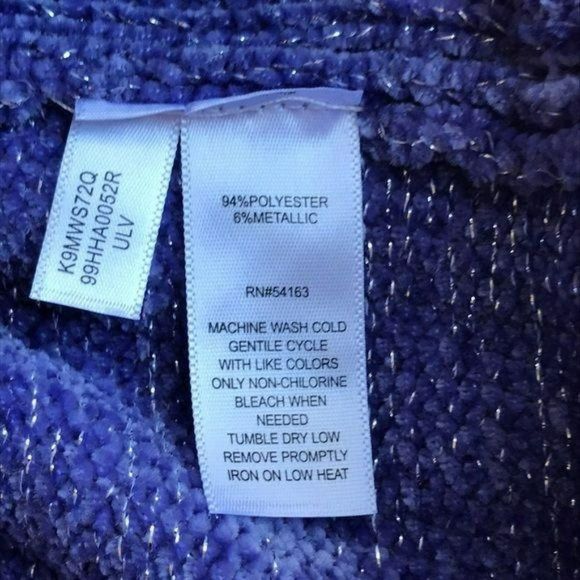 K9MWS72Q
99HHA0052R
ULV
94%POLYESTER
6%METALLIC
RN#54163
MACHINE WASH COLD
GENTILE CYCLE
WITH LIKE COLORS
ONLY NON-CHLORINE
BLEACH WHEN
NEEDED
TUMBLE DRY LOW
REMOVE PROMPTLY
IRON ON LOW HEAT